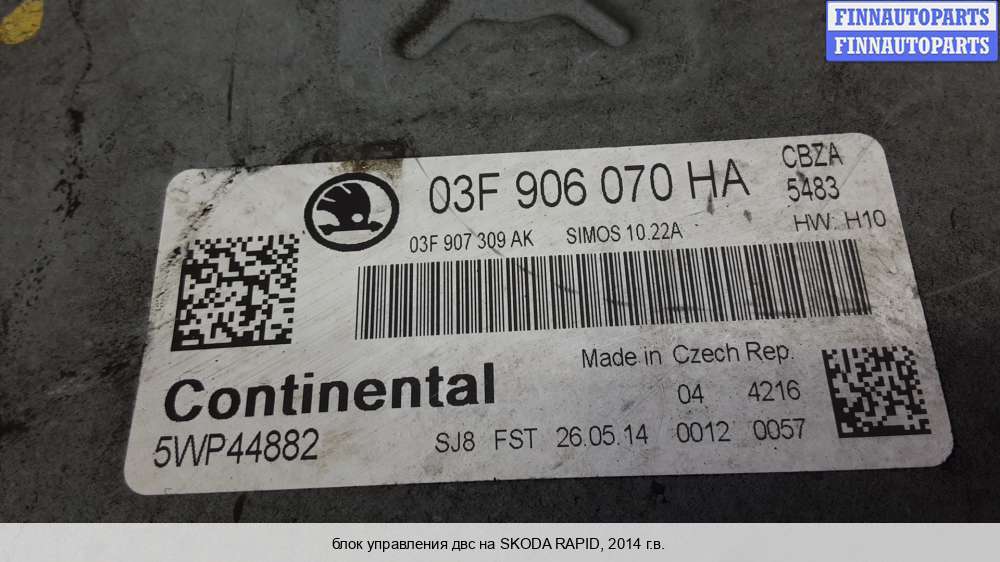 FINNAUTOPARTS
FINNAUTOPARTS
03F 906 070 HA
CBZA
5483
03F 907 309 AK SIMOS 10.22A
HW: H10
Made in Czech Rep.
Continental
04 4216
5WP44882
SJ8 FST 26.05.14 0012 0057
блок управления двс на SKODA RAPID, 2014 г.в.